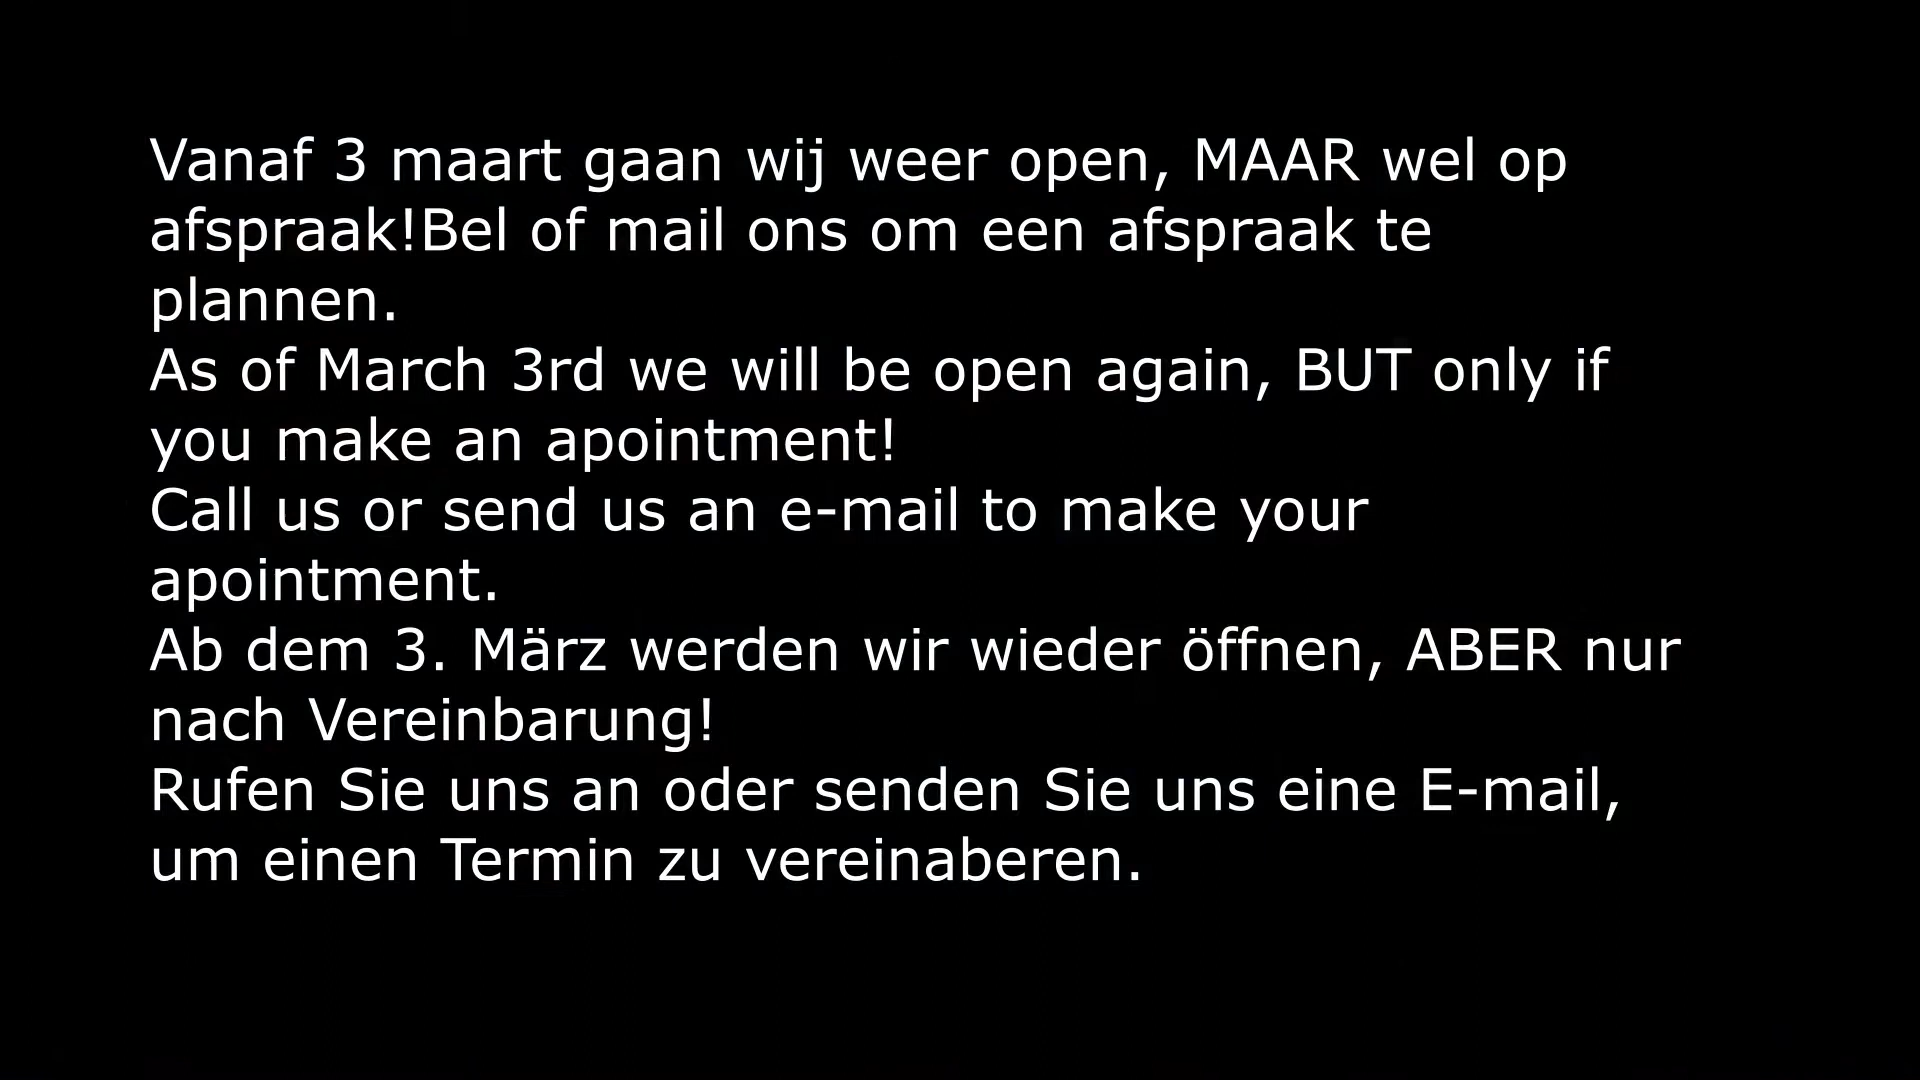 Vanaf 3 maart gaan wij weer open, MAAR wel op
afspraak!Bel of mail ons om een afspraak te
plannen.
As of March 3rd we will be open again, BUT only if
you make an apointment!
Call us or send us an e-mail to make your
apointment.
Ab dem 3. März werden wir wieder öffnen, ABER nur
nach Vereinbarung!
Rufen Sie uns an oder senden Sie uns eine E-mail,
um einen Termin zu vereinaberen.